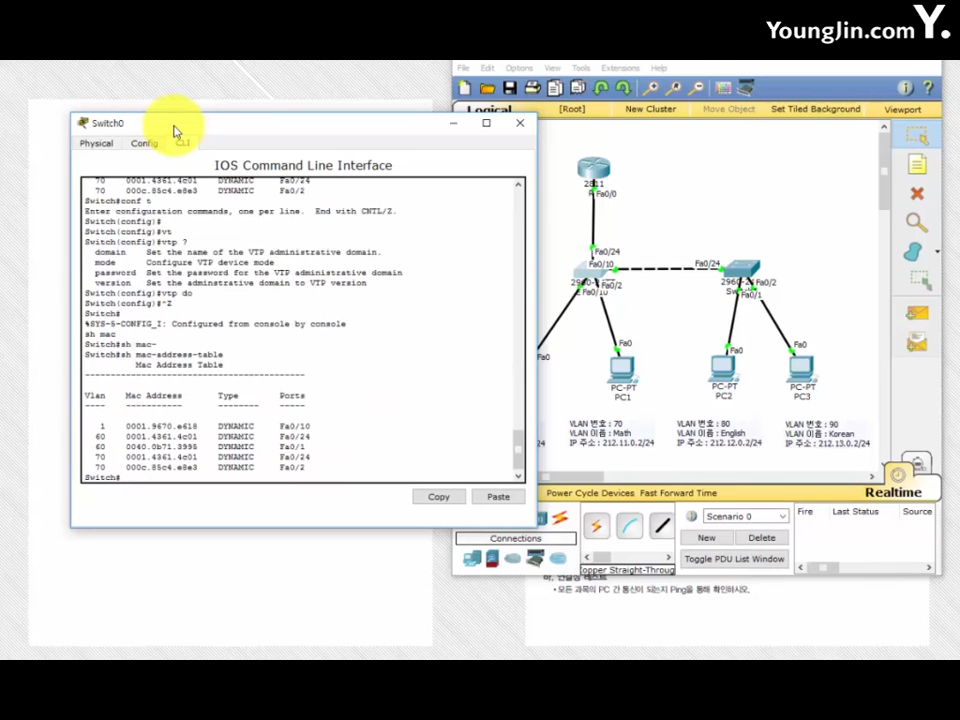 YoungJin.com Y.
File Edit Options View Tools Extensions Help
Logical [Root] New Cluster Move Object Set Tiled Background Viewport
Switch0
Physical Config CLI
IOS Command Line Interface
70 0001.4361.4c01 DYNAMIC Fa0/24
70 000c.85c4.e8e3 DYNAMIC Fa0/2
Switch#conf t
Enter configuration commands, one per line. End with CNTL/Z.
Switch(config)#
Switch(config)#vt
Switch(config)#vtp ?
domain Set the name of the VTP administrative domain.
mode Configure VTP device mode
password Set the password for the VTP administrative domain
version Set the adminstrative domain to VTP version
Switch(config)#vtp do
Switch(config)#^Z
Switch#
%SYS-5-CONFIG_I: Configured from console by console
sh mac
Switch#sh mac-
Switch#sh mac-address-table
Mac Address Table
-------------------------------------------
Vlan Mac Address Type Ports
---- ----------- -------- -----
1 0001.9670.e618 DYNAMIC Fa0/10
60 0001.4361.4c01 DYNAMIC Fa0/24
60 0040.0b71.3995 DYNAMIC Fa0/1
70 0001.4361.4c01 DYNAMIC Fa0/24
70 000c.85c4.e8e3 DYNAMIC Fa0/2
Switch#
Copy Paste
2811
Fa0/0
Fa0/24
Fa0/10
Fa0/2
Fa0/24
Fa0/2
Fa0/1
Fa0
Fa0
Fa0
Fa0
PC-PT
PC1
PC-PT
PC2
PC-PT
PC3
VLAN 번호 : 70
VLAN 이름 : Math
IP 주소 : 212.11.0.2/24
VLAN 번호 : 80
VLAN 이름 : English
IP 주소 : 212.12.0.2/24
VLAN 번호 : 90
VLAN 이름 : Korean
IP 주소 : 212.13.0.2/24
Power Cycle Devices Fast Forward Time
Realtime
Connections
Copper Straight-Throug
Scenario 0
New Delete
Toggle PDU List Window
Fire Last Status Source
마. 연결성 테스트
• 모든 과목의 PC 간 통신이 되는지 Ping을 통해 확인하시오.